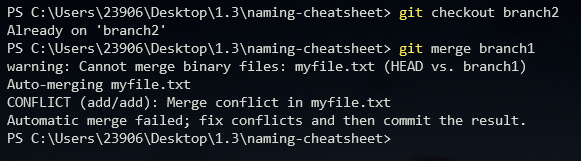 PS C:\Users\23906\Desktop\1.3\naming-cheatsheet> git checkout branch2
Already on 'branch2'
PS C:\Users\23906\Desktop\1.3\naming-cheatsheet> git merge branch1
warning: Cannot merge binary files: myfile.txt (HEAD vs. branch1)
Auto-merging myfile.txt
CONFLICT (add/add): Merge conflict in myfile.txt
Automatic merge failed; fix conflicts and then commit the result.
PS C:\Users\23906\Desktop\1.3\naming-cheatsheet>